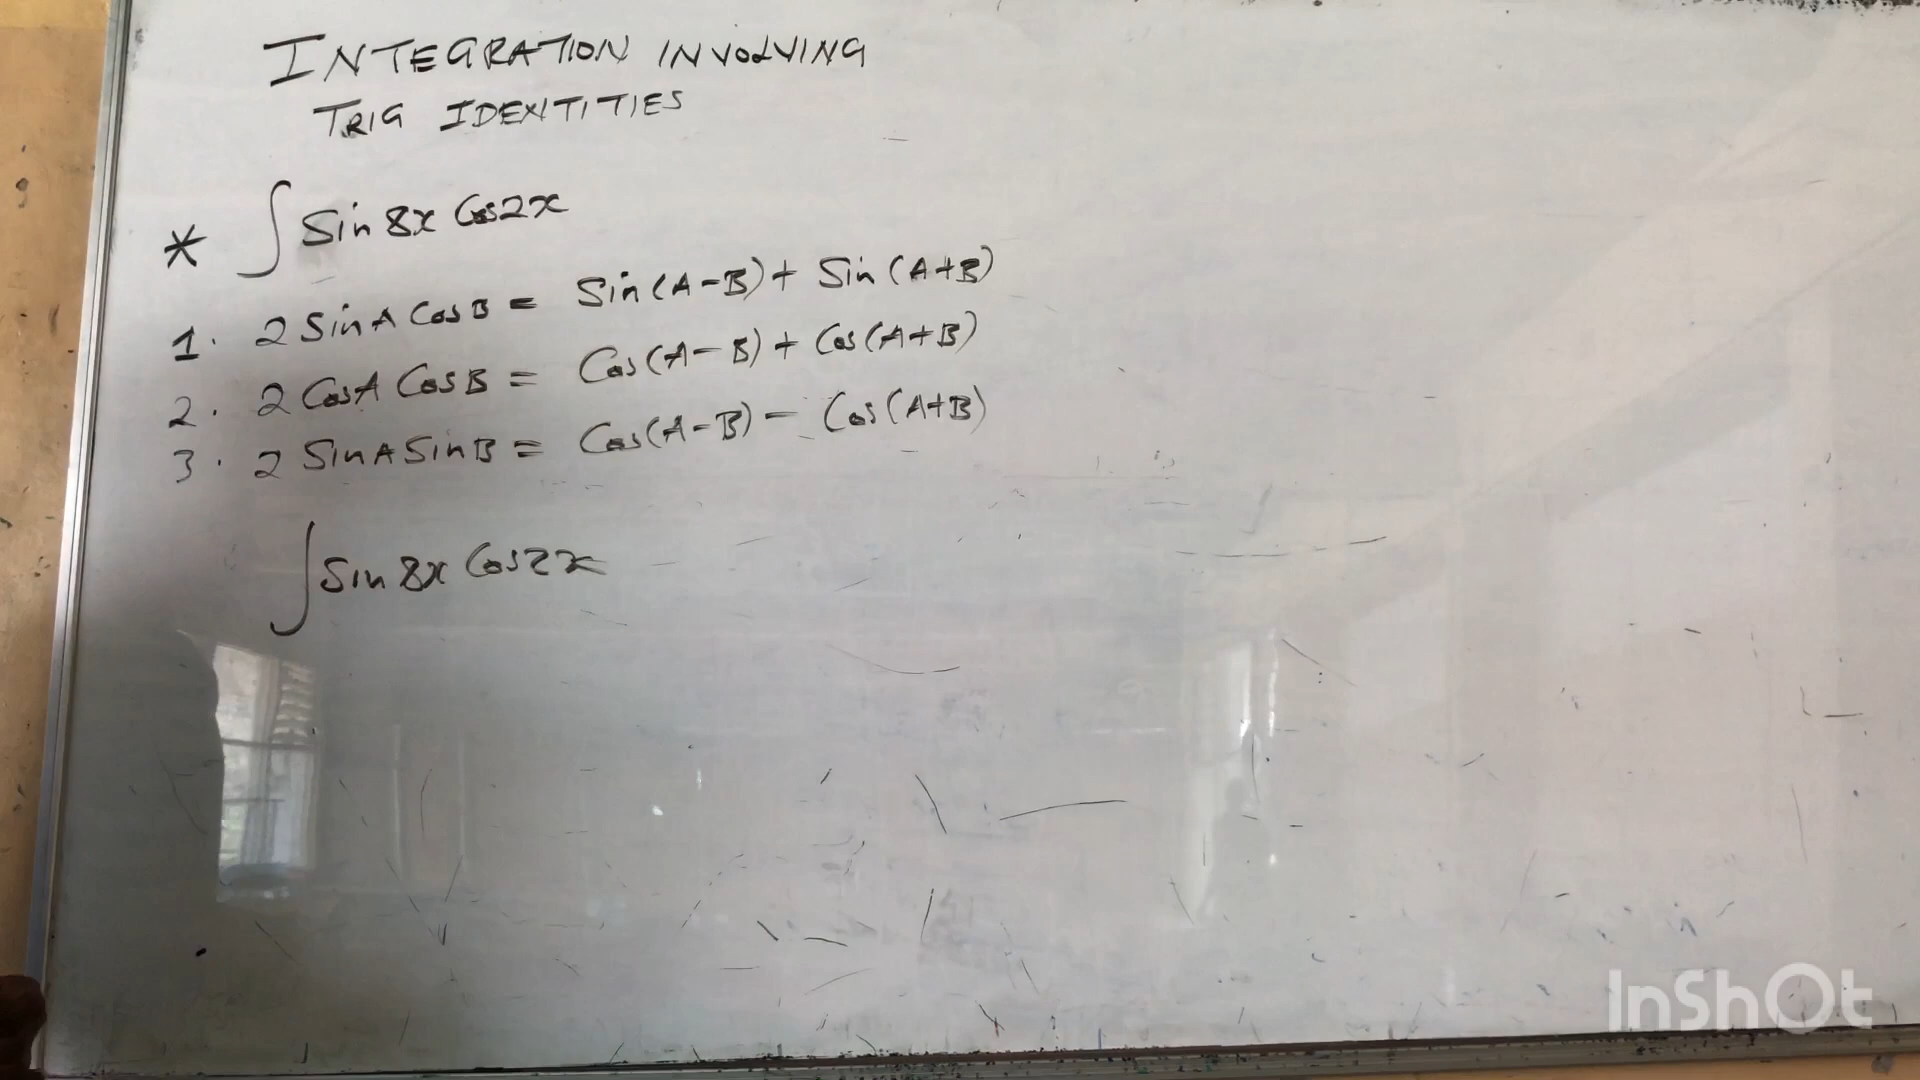 INTEGRATION INVOLVING
TRIG IDENTITIES
* ∫ Sin 8x Cos2x
1. 2 Sin A Cos B = Sin(A-B) + Sin(A+B)
2. 2 Cos A Cos B = Cos(A-B) + Cos(A+B)
3. 2 Sin A Sin B = Cos(A-B) - Cos(A+B)
∫ Sin 8x Cos2x
InShOt